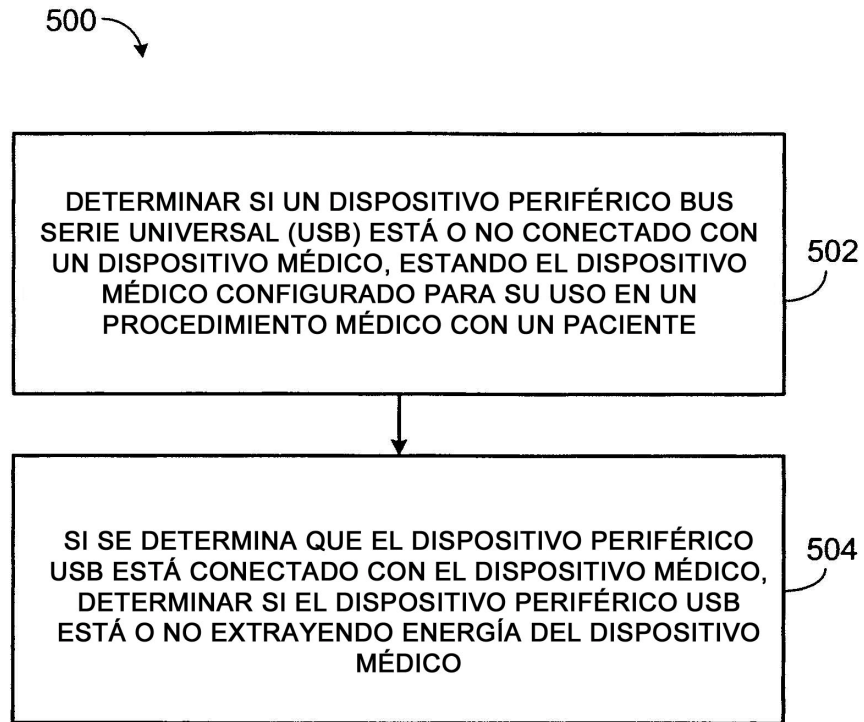 500
DETERMINAR SI UN DISPOSITIVO PERIFÉRICO BUS
SERIE UNIVERSAL (USB) ESTÁ O NO CONECTADO CON
UN DISPOSITIVO MÉDICO, ESTANDO EL DISPOSITIVO
MÉDICO CONFIGURADO PARA SU USO EN UN
PROCEDIMIENTO MÉDICO CON UN PACIENTE
502
SI SE DETERMINA QUE EL DISPOSITIVO PERIFÉRICO
USB ESTÁ CONECTADO CON EL DISPOSITIVO MÉDICO,
DETERMINAR SI EL DISPOSITIVO PERIFÉRICO USB
ESTÁ O NO EXTRAYENDO ENERGÍA DEL DISPOSITIVO
MÉDICO
504